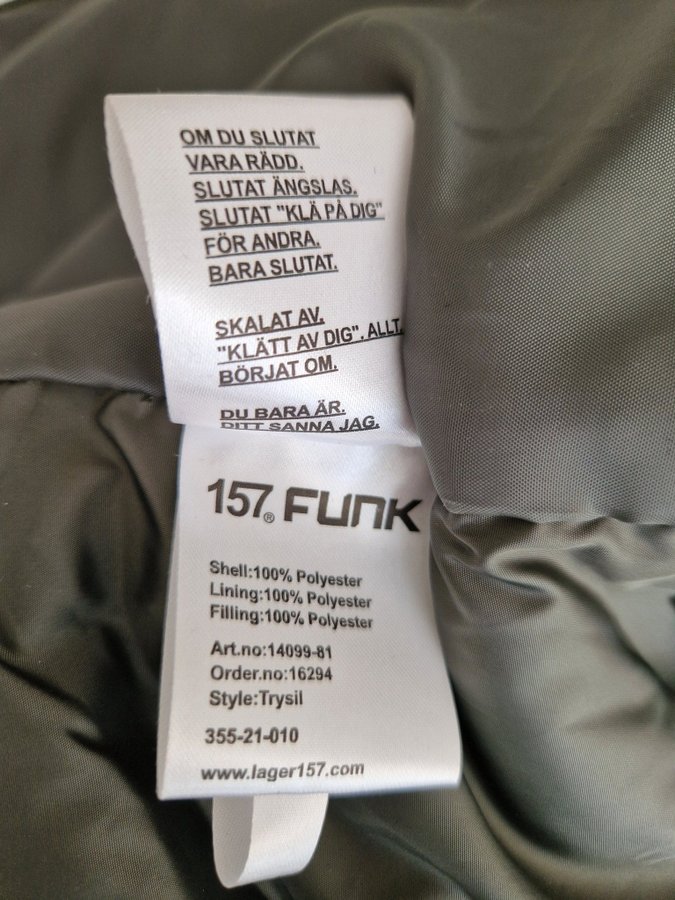 OM DU SLUTAT
VARA RÄDD.
SLUTAT ÄNGSLAS.
SLUTAT "KLÄ PÅ DIG"
FÖR ANDRA.
BARA SLUTAT.
SKALAT AV.
"KLÄTT AV DIG". ALLT.
BÖRJAT OM.
DU BARA ÄR.
DITT SANNA JAG.
157® FUNK
Shell:100% Polyester
Lining:100% Polyester
Filling:100% Polyester
Art.no:14099-81
Order.no:16294
Style:Trysil
355-21-010
www.lager157.com